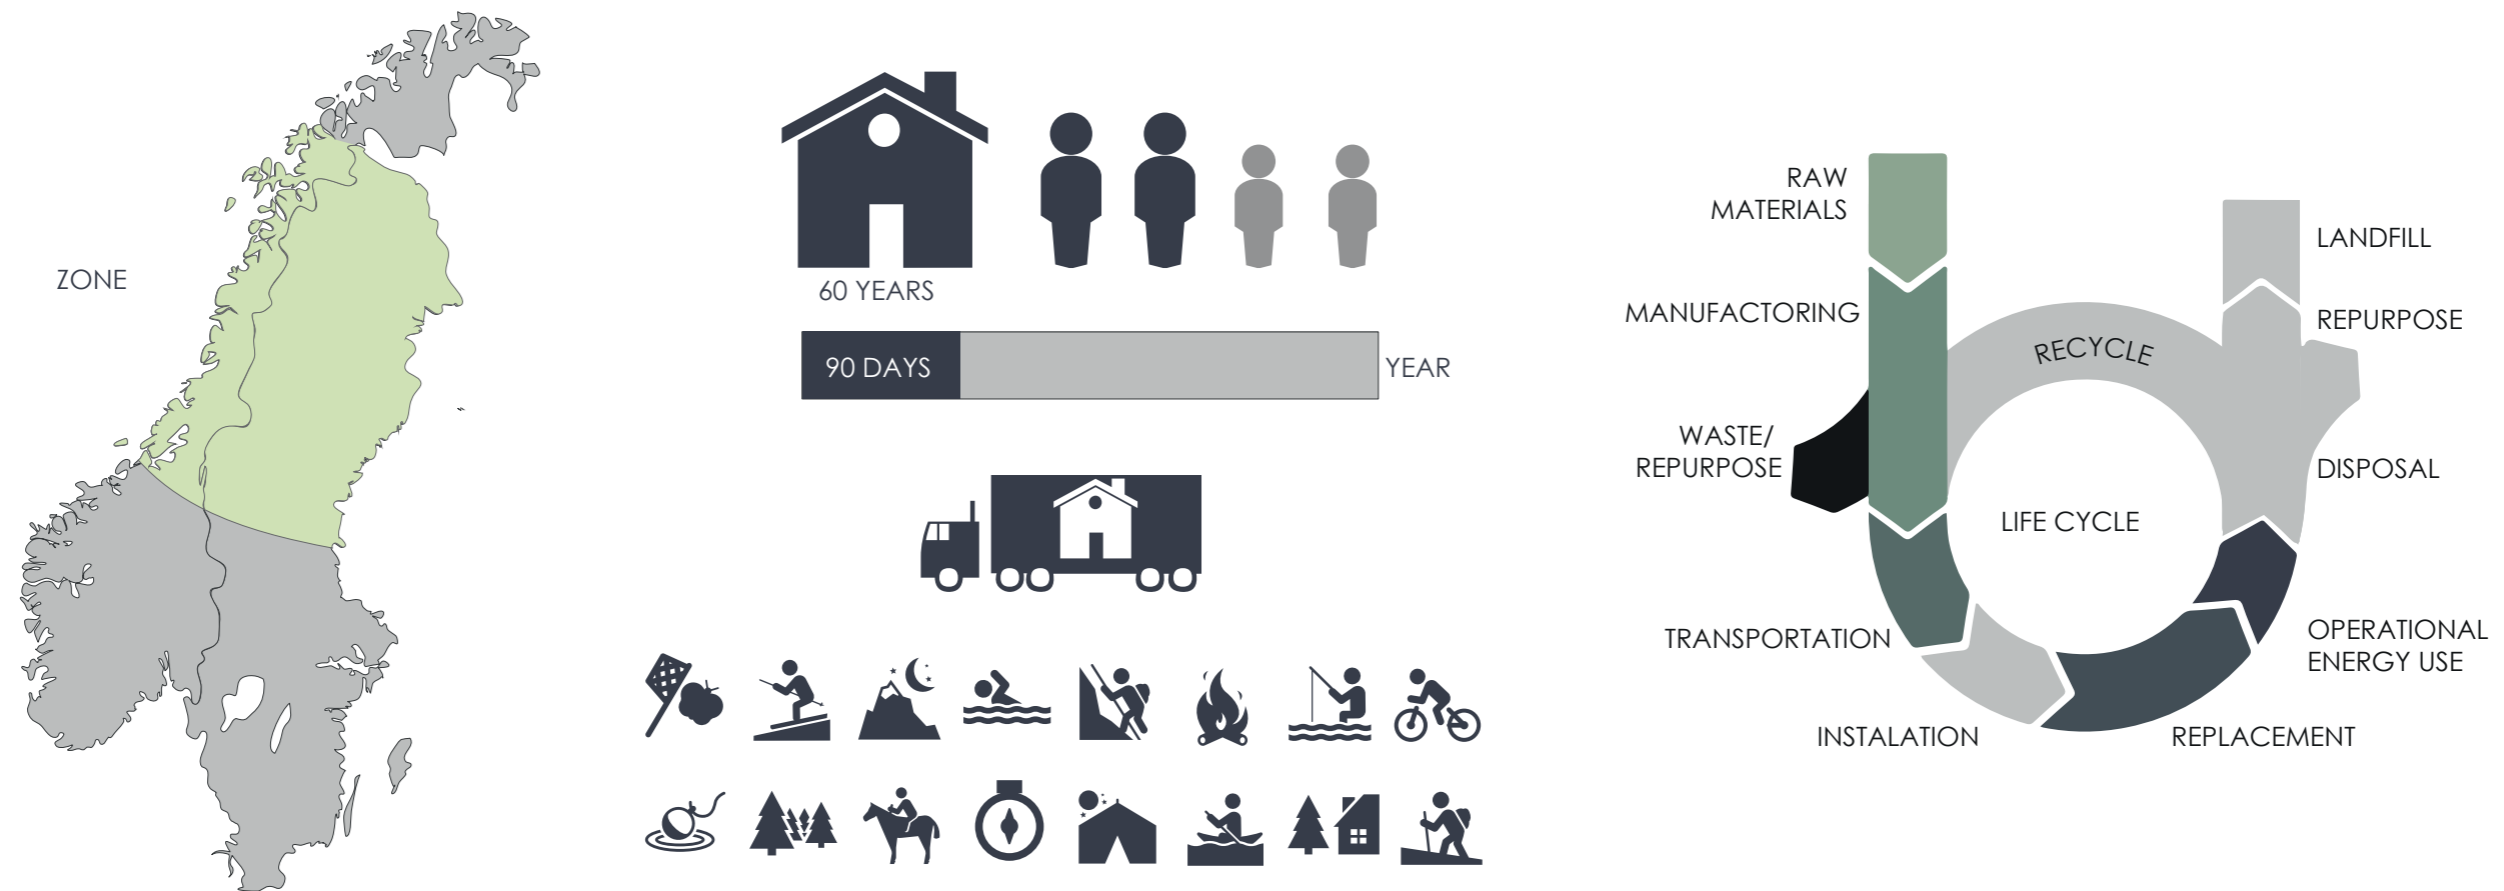 ZONE
60 YEARS
90 DAYS
YEAR
RAW
MATERIALS
MANUFACTORING
WASTE/
REPURPOSE
TRANSPORTATION
INSTALATION
REPLACEMENT
OPERATIONAL
ENERGY USE
DISPOSAL
REPURPOSE
LANDFILL
RECYCLE
LIFE CYCLE